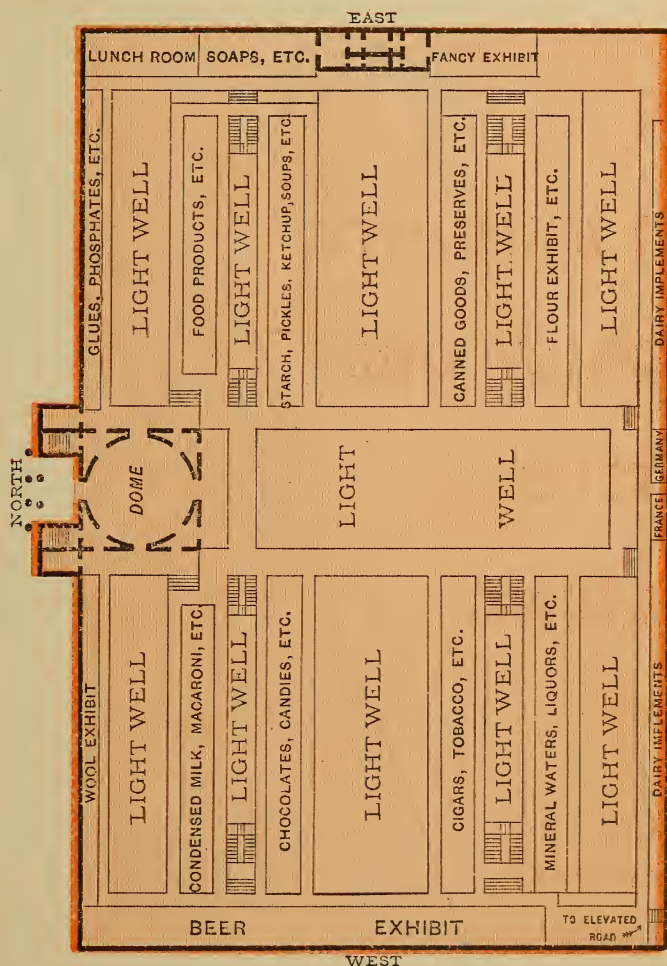 EAST
LUNCH ROOM
SOAPS, ETC.
FANCY EXHIBIT
GLUES, PHOSPHATES, ETC.
LIGHT WELL
FOOD PRODUCTS, ETC.
LIGHT WELL
STARCH, PICKLES, KETCHUP, SOUPS, ETC.
LIGHT WELL
CANNED GOODS, PRESERVES, ETC.
LIGHT WELL
FLOUR EXHIBIT, ETC.
LIGHT WELL
DAIRY IMPLEMENTS
NORTH
DOME
LIGHT WELL
GERMANY
FRANCE
WOOL EXHIBIT
LIGHT WELL
CONDENSED MILK, MACARONI, ETC.
LIGHT WELL
CHOCOLATES, CANDIES, ETC.
LIGHT WELL
CIGARS, TOBACCO, ETC.
LIGHT WELL
MINERAL WATERS, LIQUORS, ETC.
LIGHT WELL
DAIRY IMPLEMENTS
BEER EXHIBIT
TO ELEVATED
ROAD
WEST